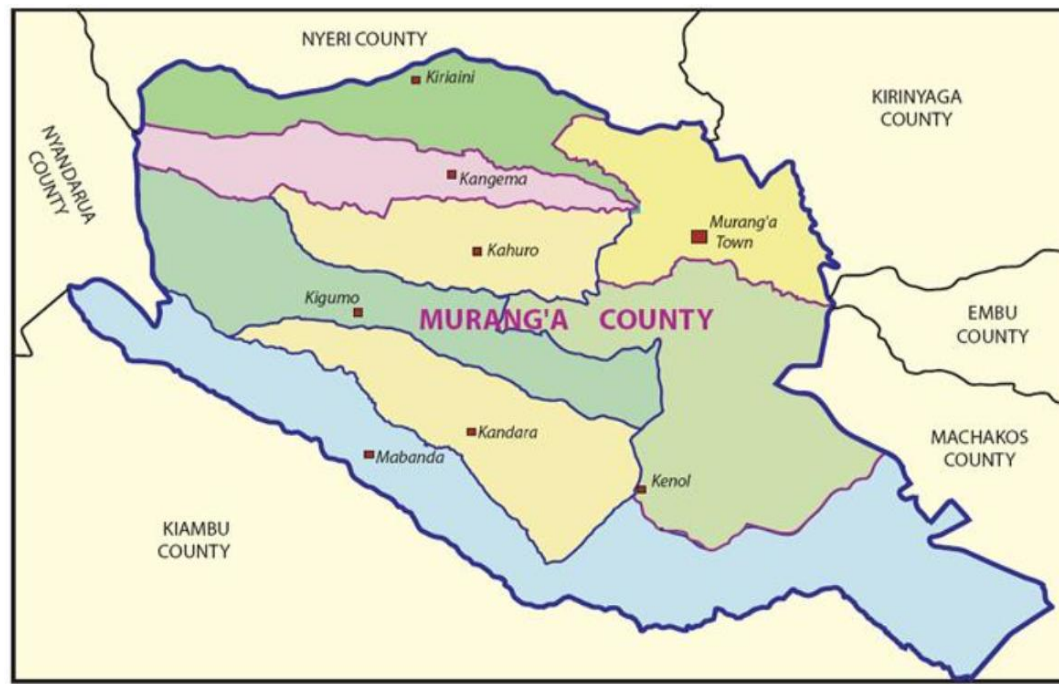 NYERI COUNTY
Kiriaini
KIRINYAGA
COUNTY
NYANDARUA
COUNTY
Kangema
Murang'a
Town
Kahuro
Kigumo
MURANG'A COUNTY
EMBU
COUNTY
Kandara
MACHAKOS
COUNTY
Mabanda
Kenol
KIAMBU
COUNTY